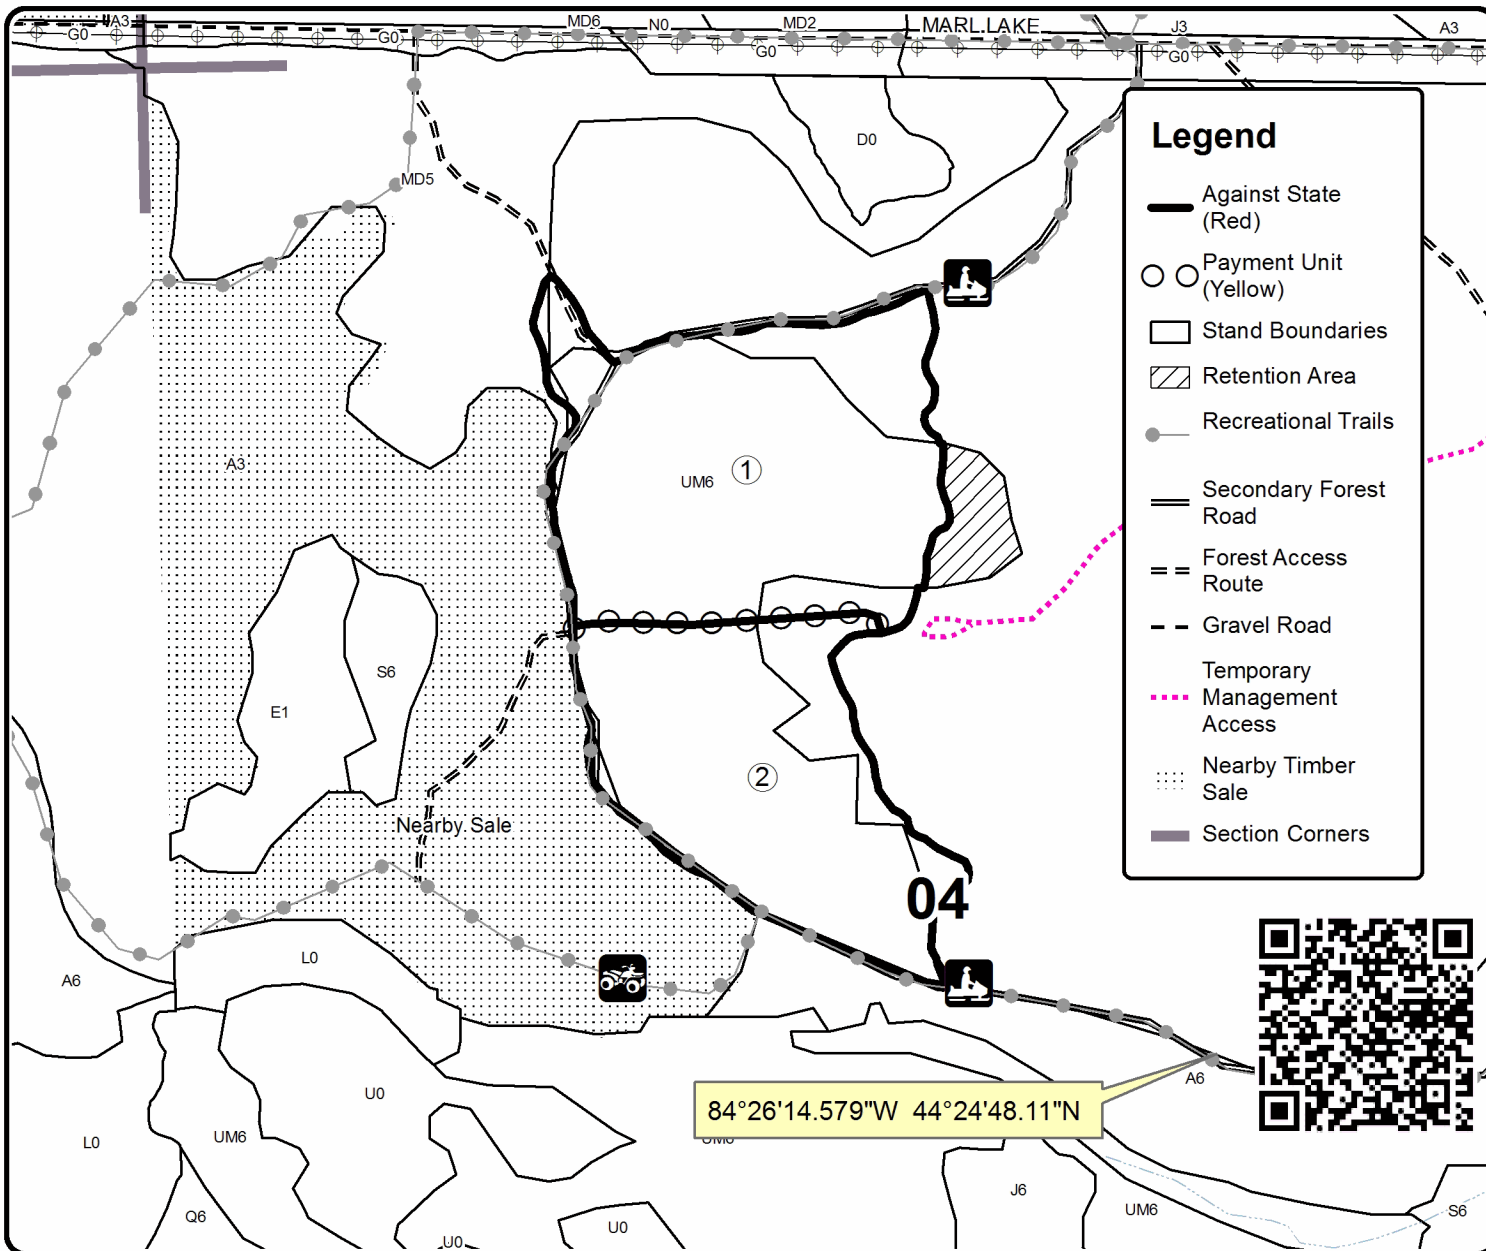 A3
MD6
N0
MD2
MARL LAKE
J3
A3
G0
G0
G0
G0
D0
MD5
Legend
Against State
(Red)
Payment Unit
(Yellow)
Stand Boundaries
Retention Area
Recreational Trails
Secondary Forest
Road
Forest Access
Route
Gravel Road
Temporary
Management
Access
Nearby Timber
Sale
Section Corners
A3
UM6
1
S6
E1
2
Nearby Sale
04
L0
A6
A6
84°26'14.579"W 44°24'48.11"N
U0
L0
UM6
J6
UM6
S6
Q6
U0
U0